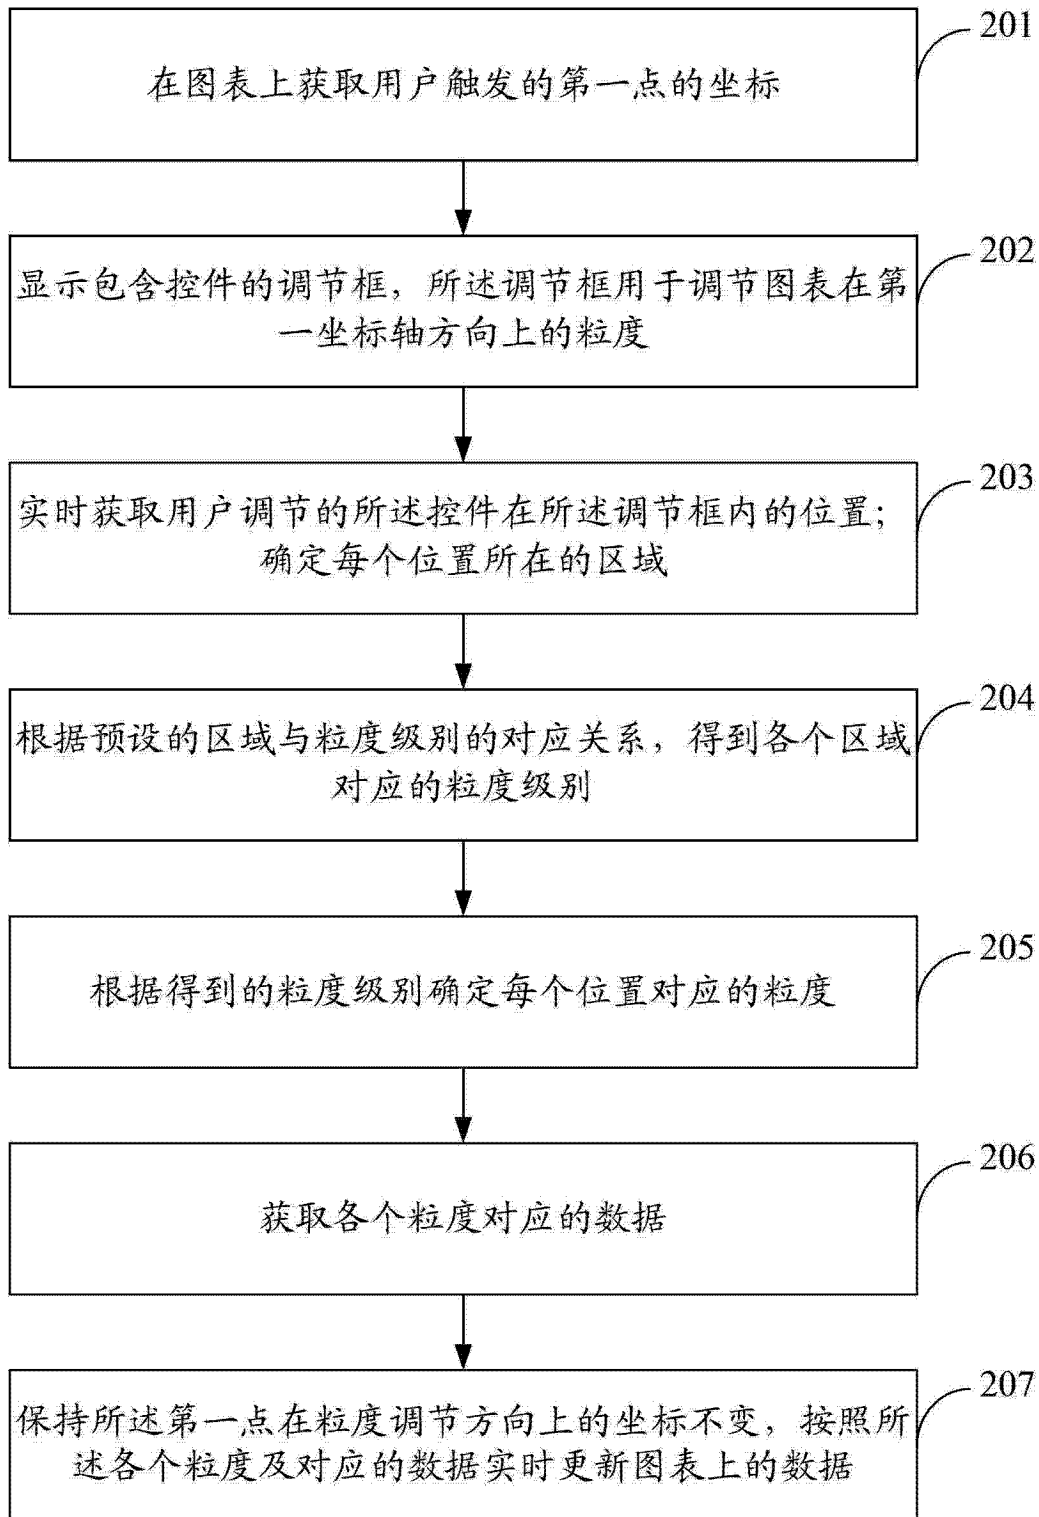 201
在图表上获取用户触发的第一点的坐标
202
显示包含控件的调节框，所述调节框用于调节图表在第
一坐标轴方向上的粒度
203
实时获取用户调节的所述控件在所述调节框内的位置；
确定每个位置所在的区域
204
根据预设的区域与粒度级别的对应关系，得到各个区域
对应的粒度级别
205
根据得到的粒度级别确定每个位置对应的粒度
206
获取各个粒度对应的数据
207
保持所述第一点在粒度调节方向上的坐标不变，按照所
述各个粒度及对应的数据实时更新图表上的数据